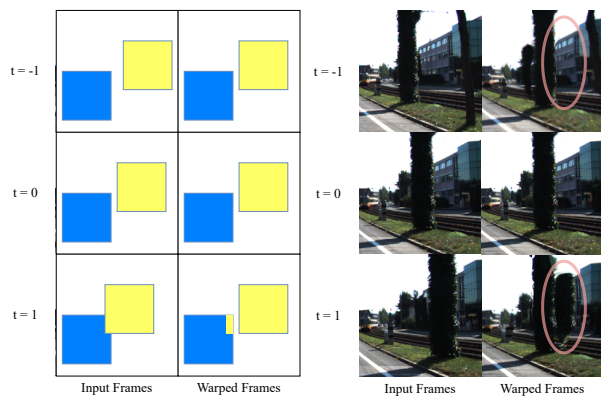 t = -1
t = -1
t = 0
t = 0
t = 1
t = 1
Input Frames Warped Frames
Input Frames Warped Frames